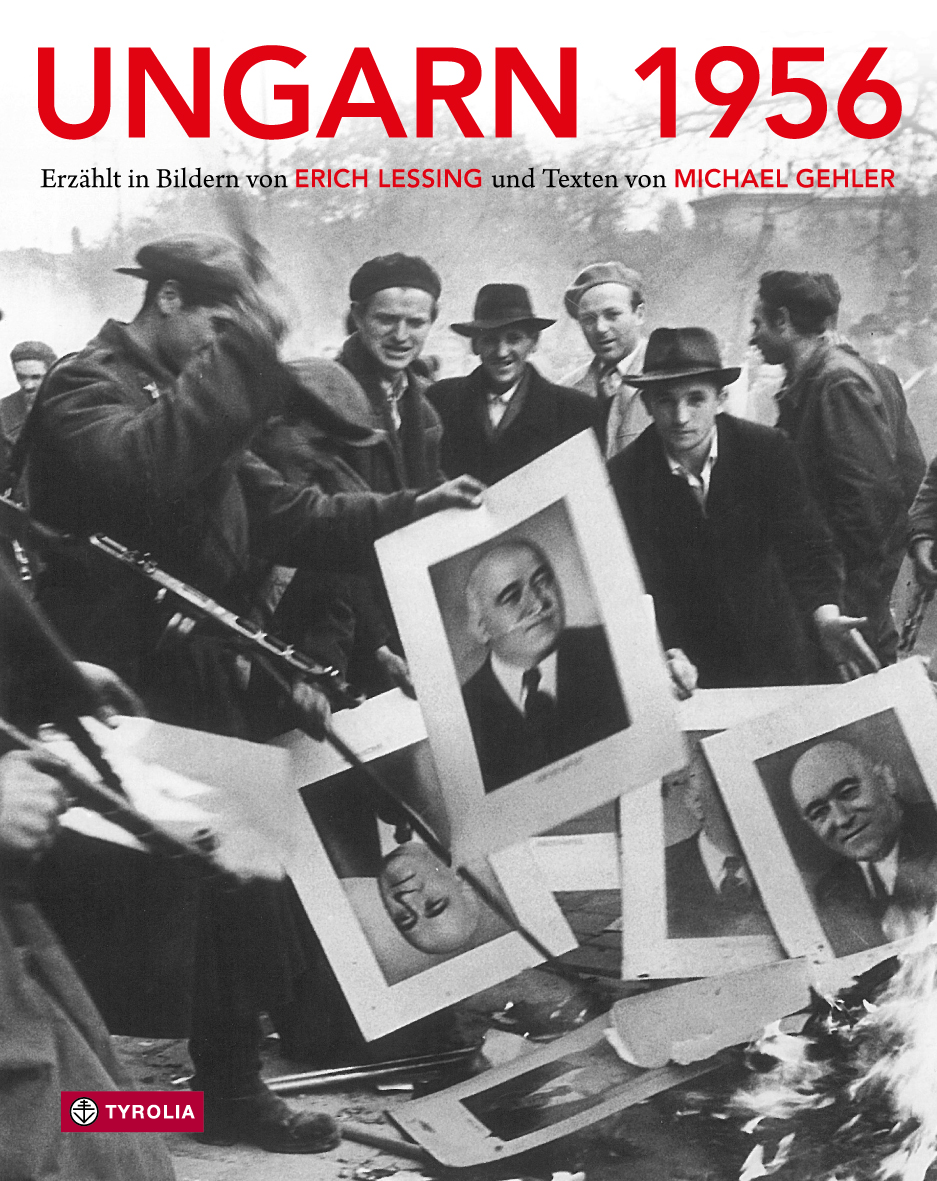 UNGARN 1956
Erzählt in Bildern von ERICH LESSING und Texten von MICHAEL GEHLER
TYROLIA